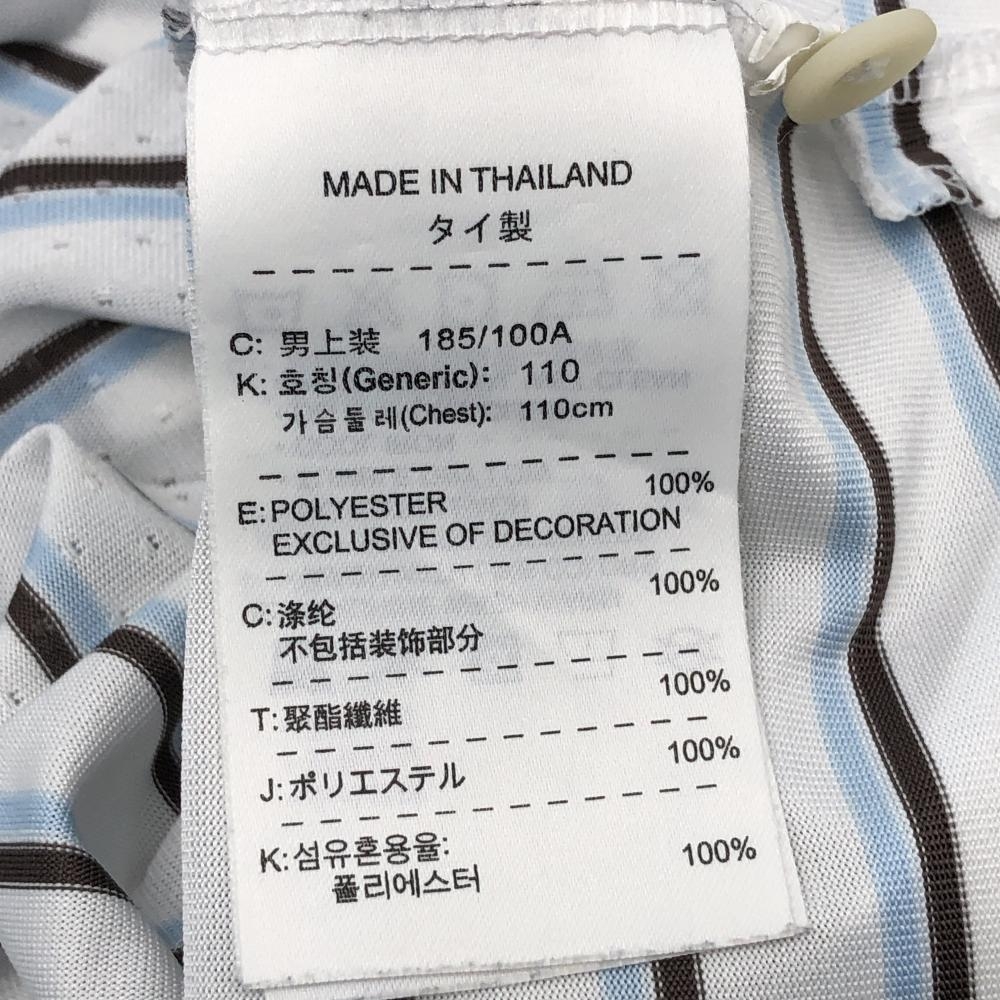 MADE IN THAILAND
タイ製
C: 男上装 185/100A
K: 호칭(Generic): 110
가슴둘레(Chest): 110cm
E: POLYESTER 100%
EXCLUSIVE OF DECORATION
C: 涤纶 100%
不包括装饰部分
T: 聚酯纖維 100%
J: ポリエステル 100%
K: 섬유혼용율:
폴리에스터 100%